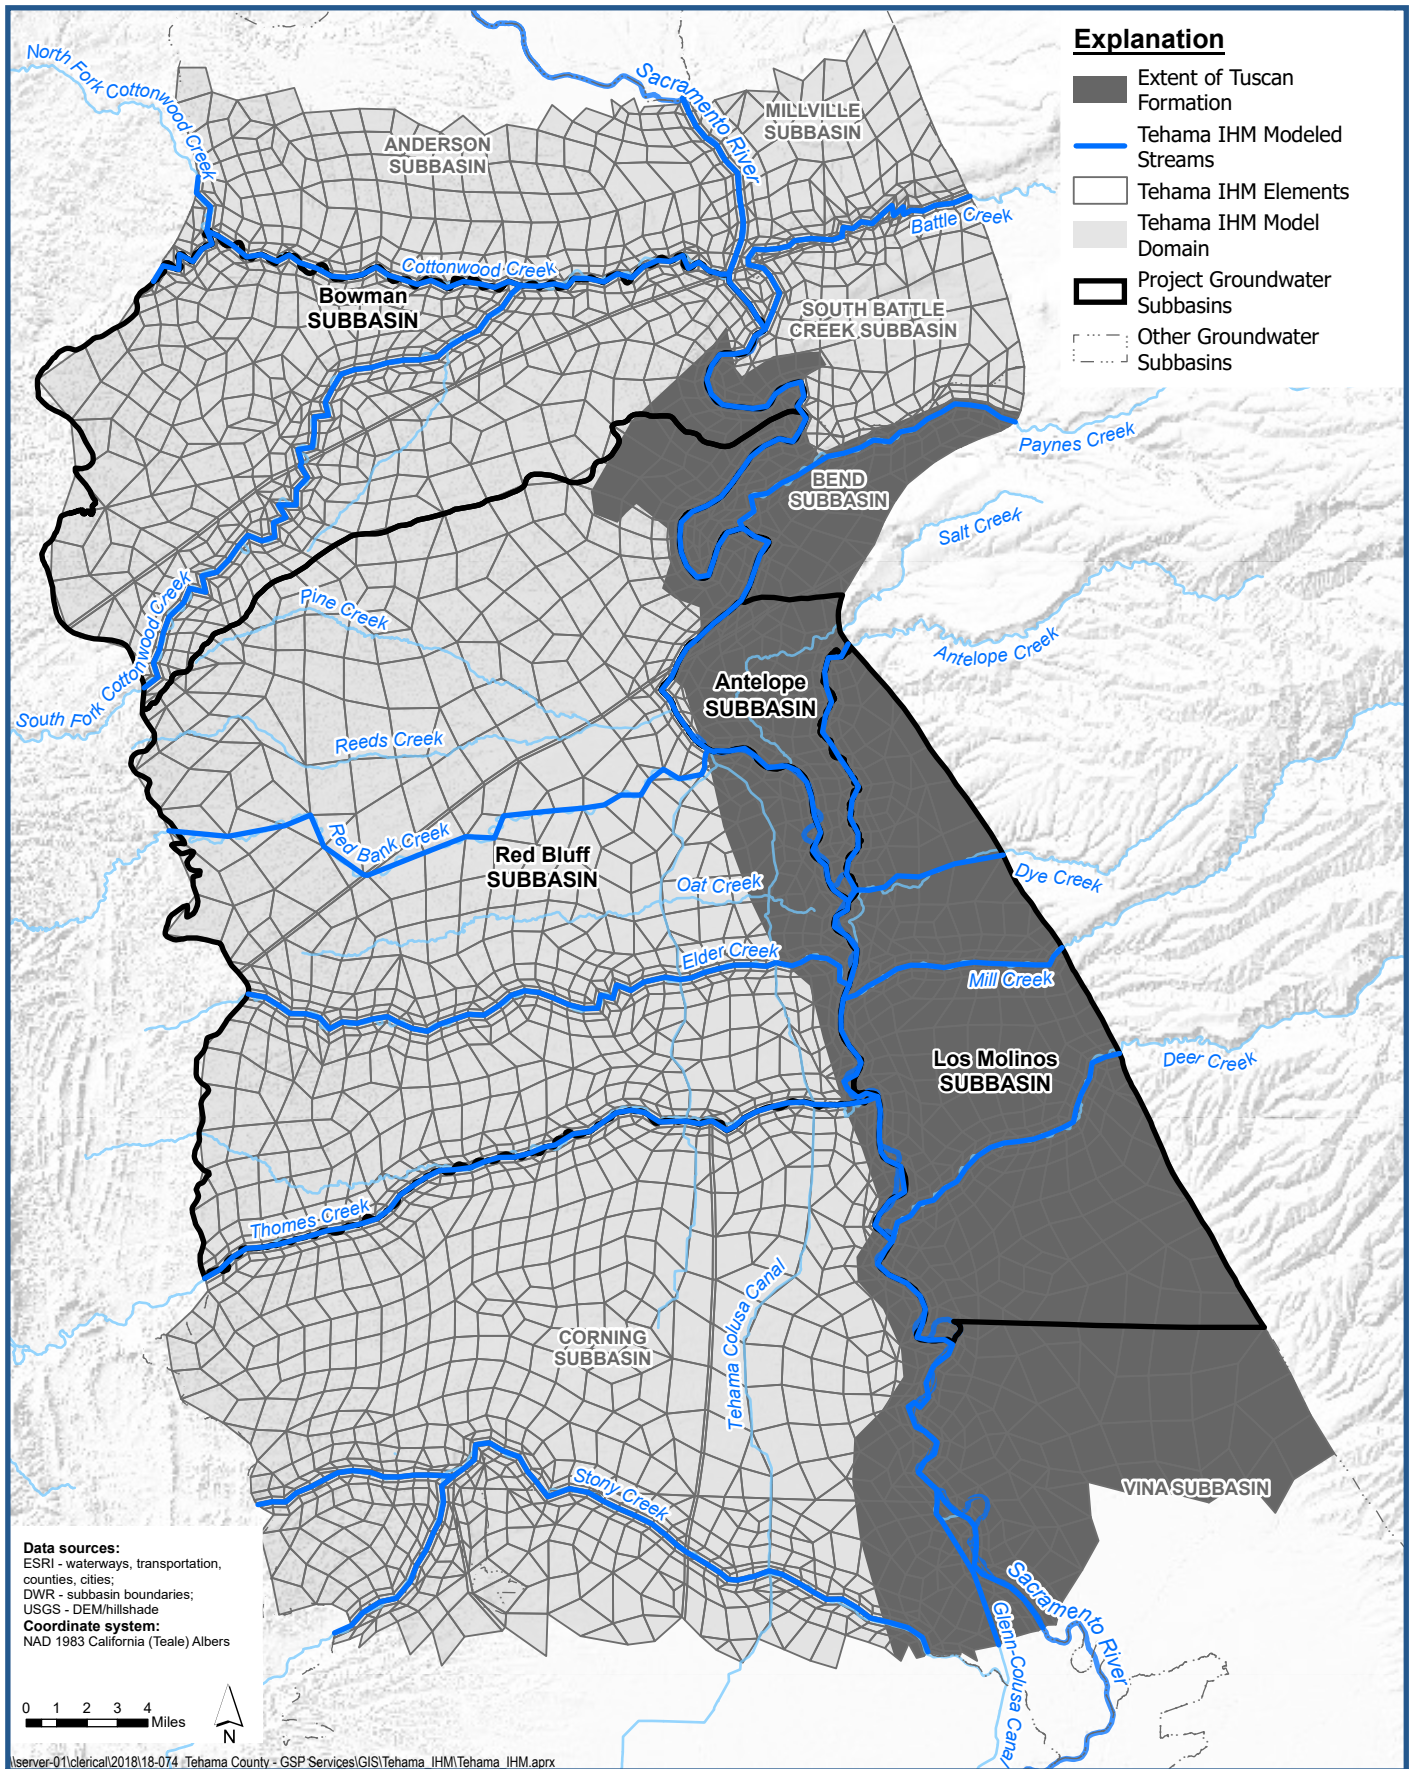 Explanation
Extent of Tuscan
Formation
Tehama IHM Modeled
Streams
Tehama IHM Elements
Tehama IHM Model
Domain
Project Groundwater
Subbasins
Other Groundwater
Subbasins
North Fork Cottonwood Creek
Sacramento River
MILLVILLE
SUBBASIN
ANDERSON
SUBBASIN
Battle Creek
Cottonwood Creek
Bowman
SUBBASIN
SOUTH BATTLE
CREEK SUBBASIN
Paynes Creek
BEND
SUBBASIN
Salt Creek
Pine Creek
Antelope Creek
South Fork Cottonwood Creek
Antelope
SUBBASIN
Reeds Creek
Red Bank Creek
Red Bluff
SUBBASIN
Oat Creek
Dye Creek
Elder Creek
Mill Creek
Los Molinos
SUBBASIN
Deer Creek
Thomes Creek
Tehama Colusa Canal
CORNING
SUBBASIN
Stony Creek
VINA SUBBASIN
Sacramento River
Glenn-Colusa Canal
Data sources:
ESRI - waterways, transportation,
counties, cities;
DWR - subbasin boundaries;
USGS - DEM/hillshade
Coordinate system:
NAD 1983 California (Teale) Albers
0 1 2 3 4
Miles
N
\\server-01\clerical\2018\18-074_Tehama County - GSP Services\GIS\Tehama_IHM\Tehama_IHM.aprx